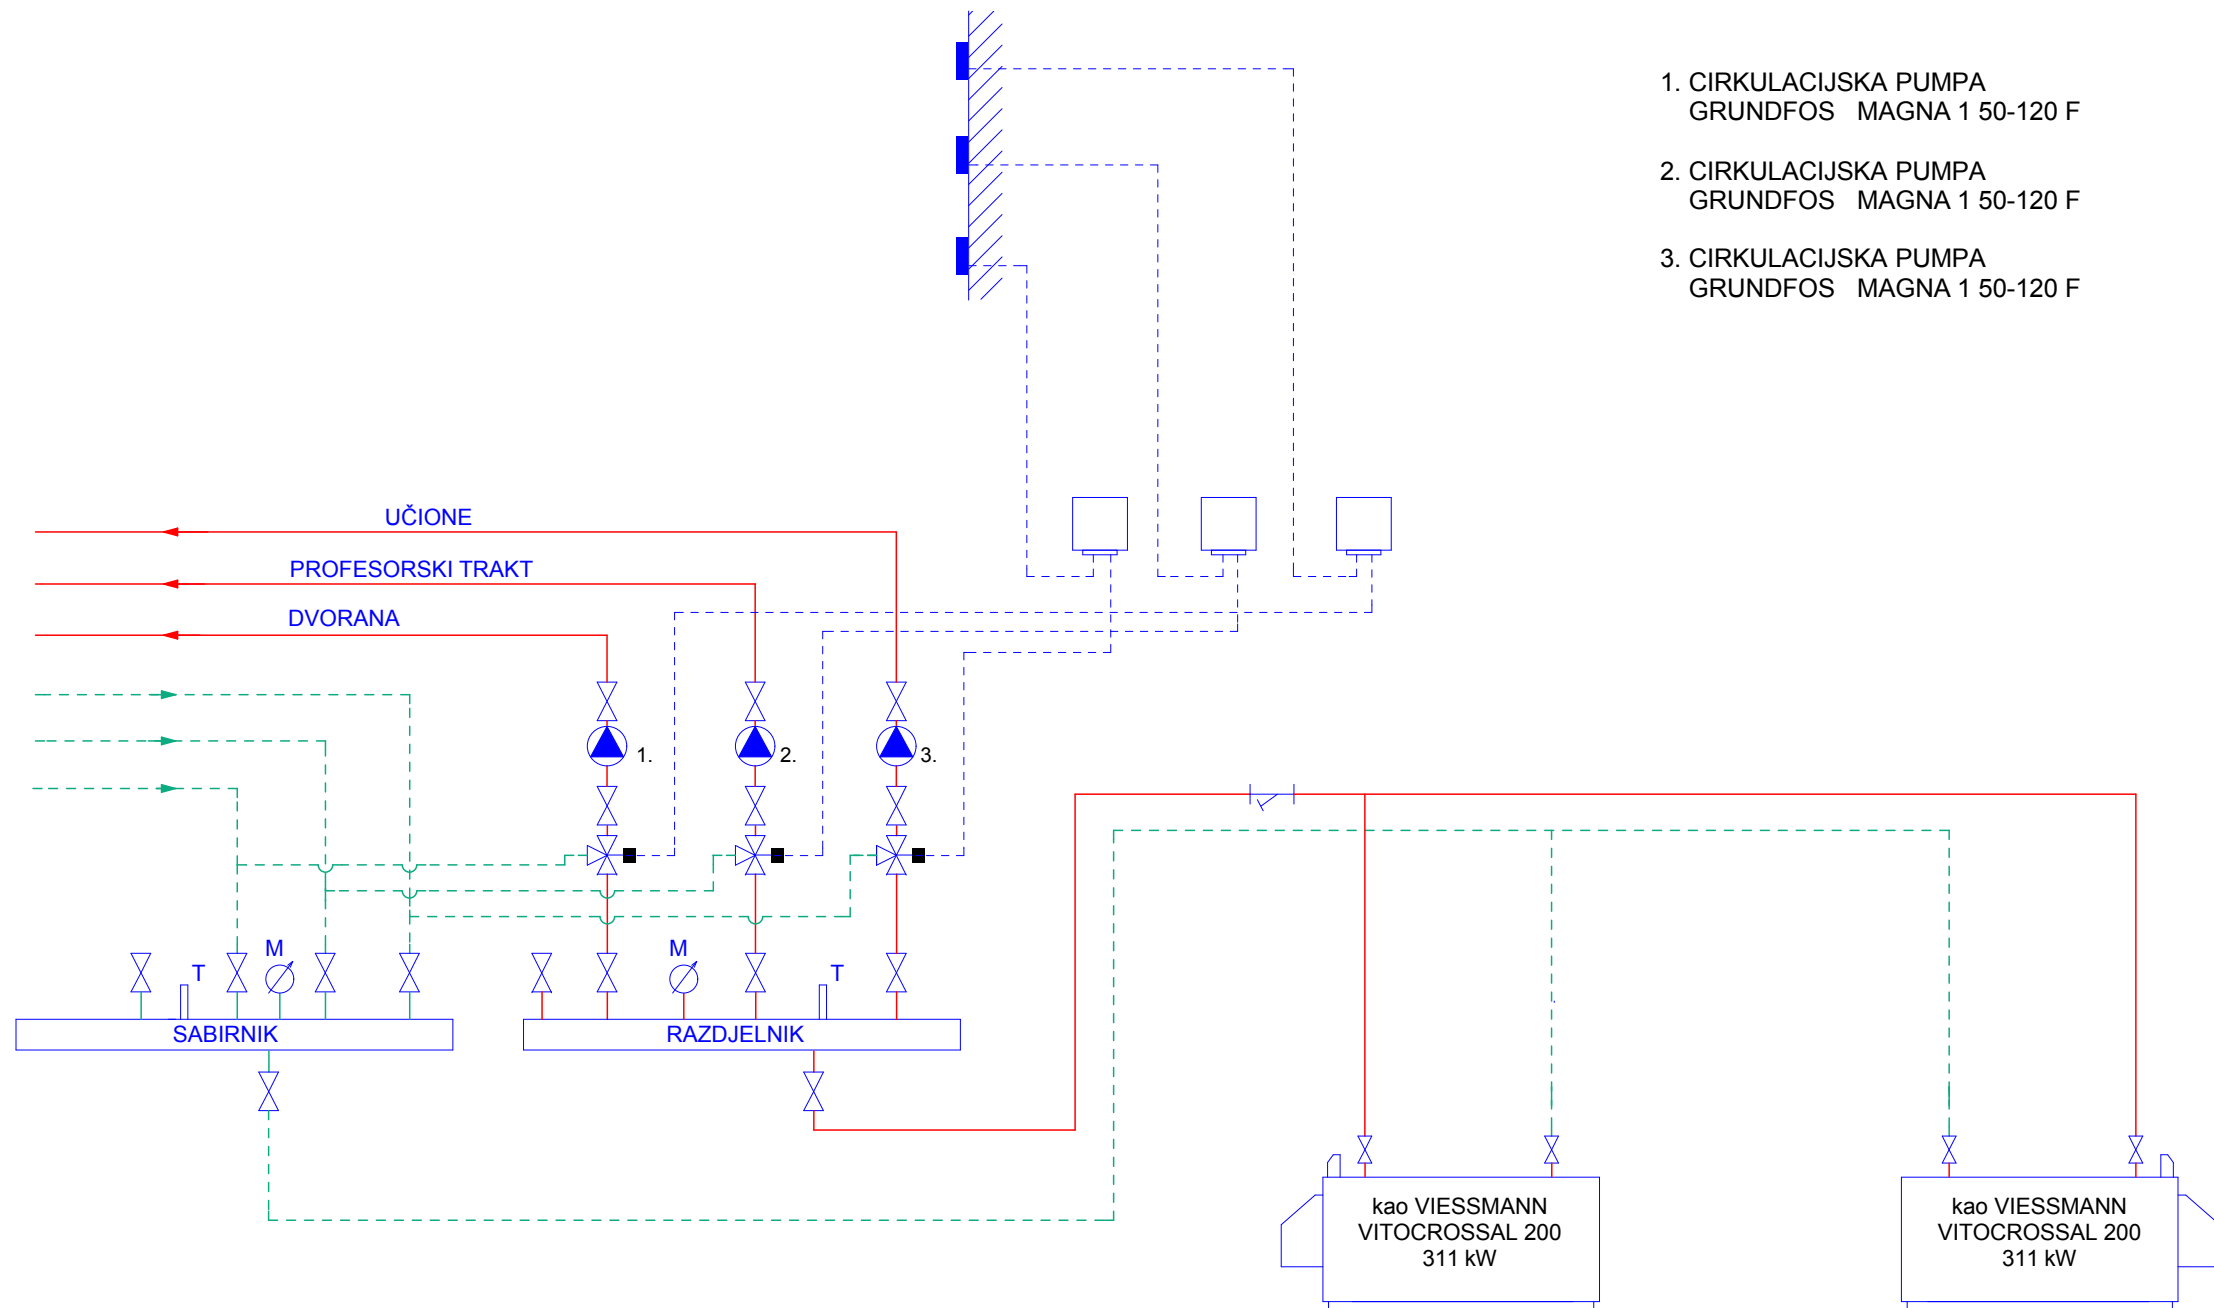 1. CIRKULACIJSKA PUMPA
GRUNDFOS MAGNA 1 50-120 F
2. CIRKULACIJSKA PUMPA
GRUNDFOS MAGNA 1 50-120 F
3. CIRKULACIJSKA PUMPA
GRUNDFOS MAGNA 1 50-120 F
UČIONE
PROFESORSKI TRAKT
DVORANA
1.
2.
3.
M
T
M
T
SABIRNIK
RAZDJELNIK
kao VIESSMANN
VITOCROSSAL 200
311 kW
kao VIESSMANN
VITOCROSSAL 200
311 kW